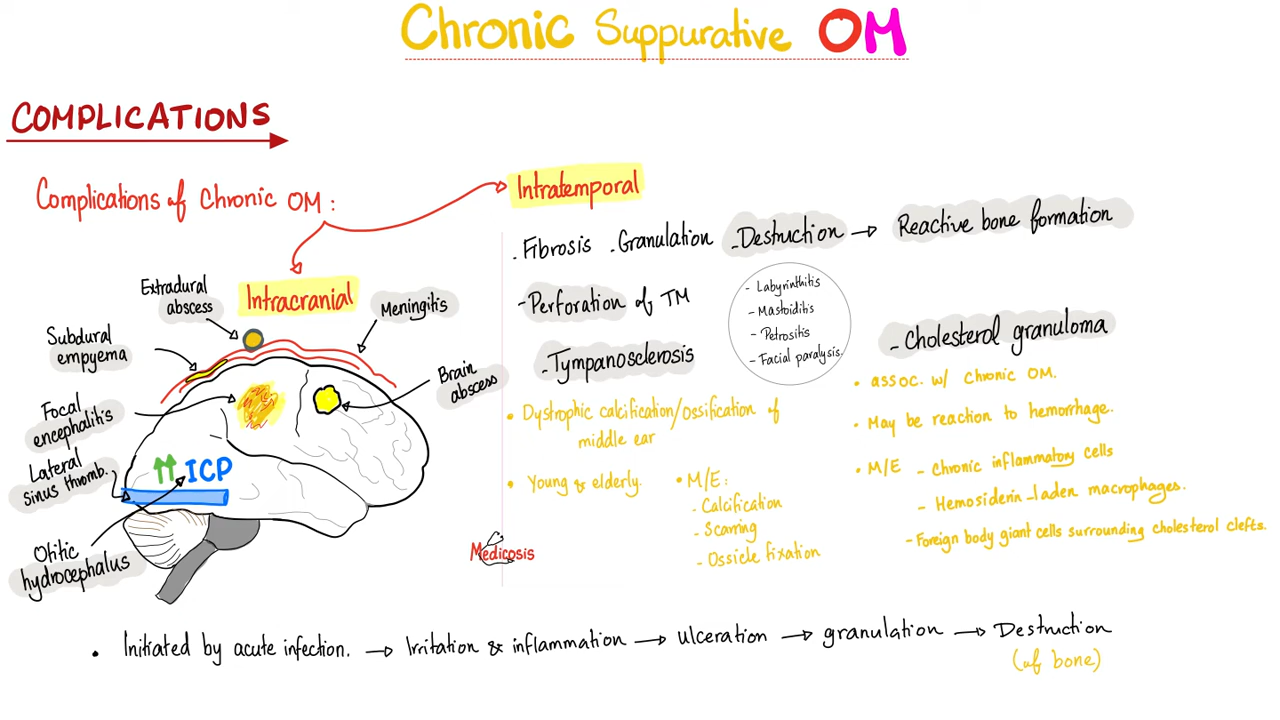 Chronic Suppurative OM
COMPLICATIONS
Complications of Chronic OM :
Intracranial
Extradural
abscess
Meningitis
Subdural
empyema
Brain
abscess
Focal
encephalitis
Lateral
sinus thromb.
↑↑ ICP
Otitic
hydrocephalus
Intratemporal
. Fibrosis
. Granulation
- Destruction → Reactive bone formation
- Perforation of TM
- Labyrinthitis
- Mastoiditis
- Petrositis
- Facial paralysis.
- Tympanosclerosis
• Dystrophic calcification/ossification of
middle ear
• Young & elderly.
• M/E:
- Calcification
- Scarring
- Ossicle fixation
- Cholesterol granuloma
• assoc. w/ chronic OM.
• May be reaction to hemorrhage.
• M/E - Chronic inflammatory cells
- Hemosiderin-laden macrophages.
- Foreign body giant cells surrounding cholesterol clefts.
Medicosis
• Initiated by acute infection. → Irritation & inflammation → ulceration → granulation → Destruction
(of bone)